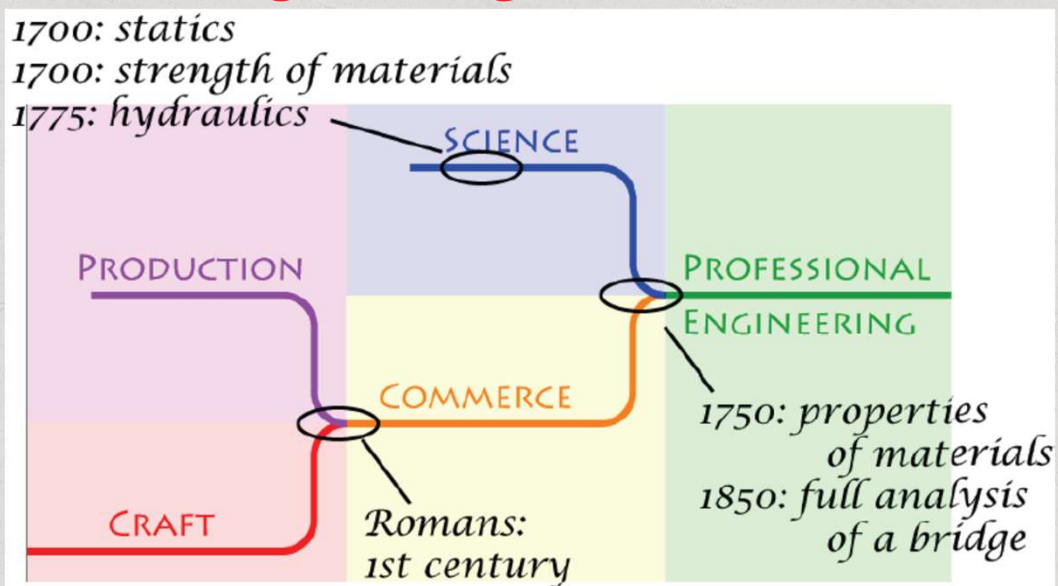 1700: statics
1700: strength of materials
1775: hydraulics
SCIENCE
PRODUCTION
PROFESSIONAL
ENGINEERING
COMMERCE
1750: properties
of materials
1850: full analysis
of a bridge
CRAFT
Romans:
1st century